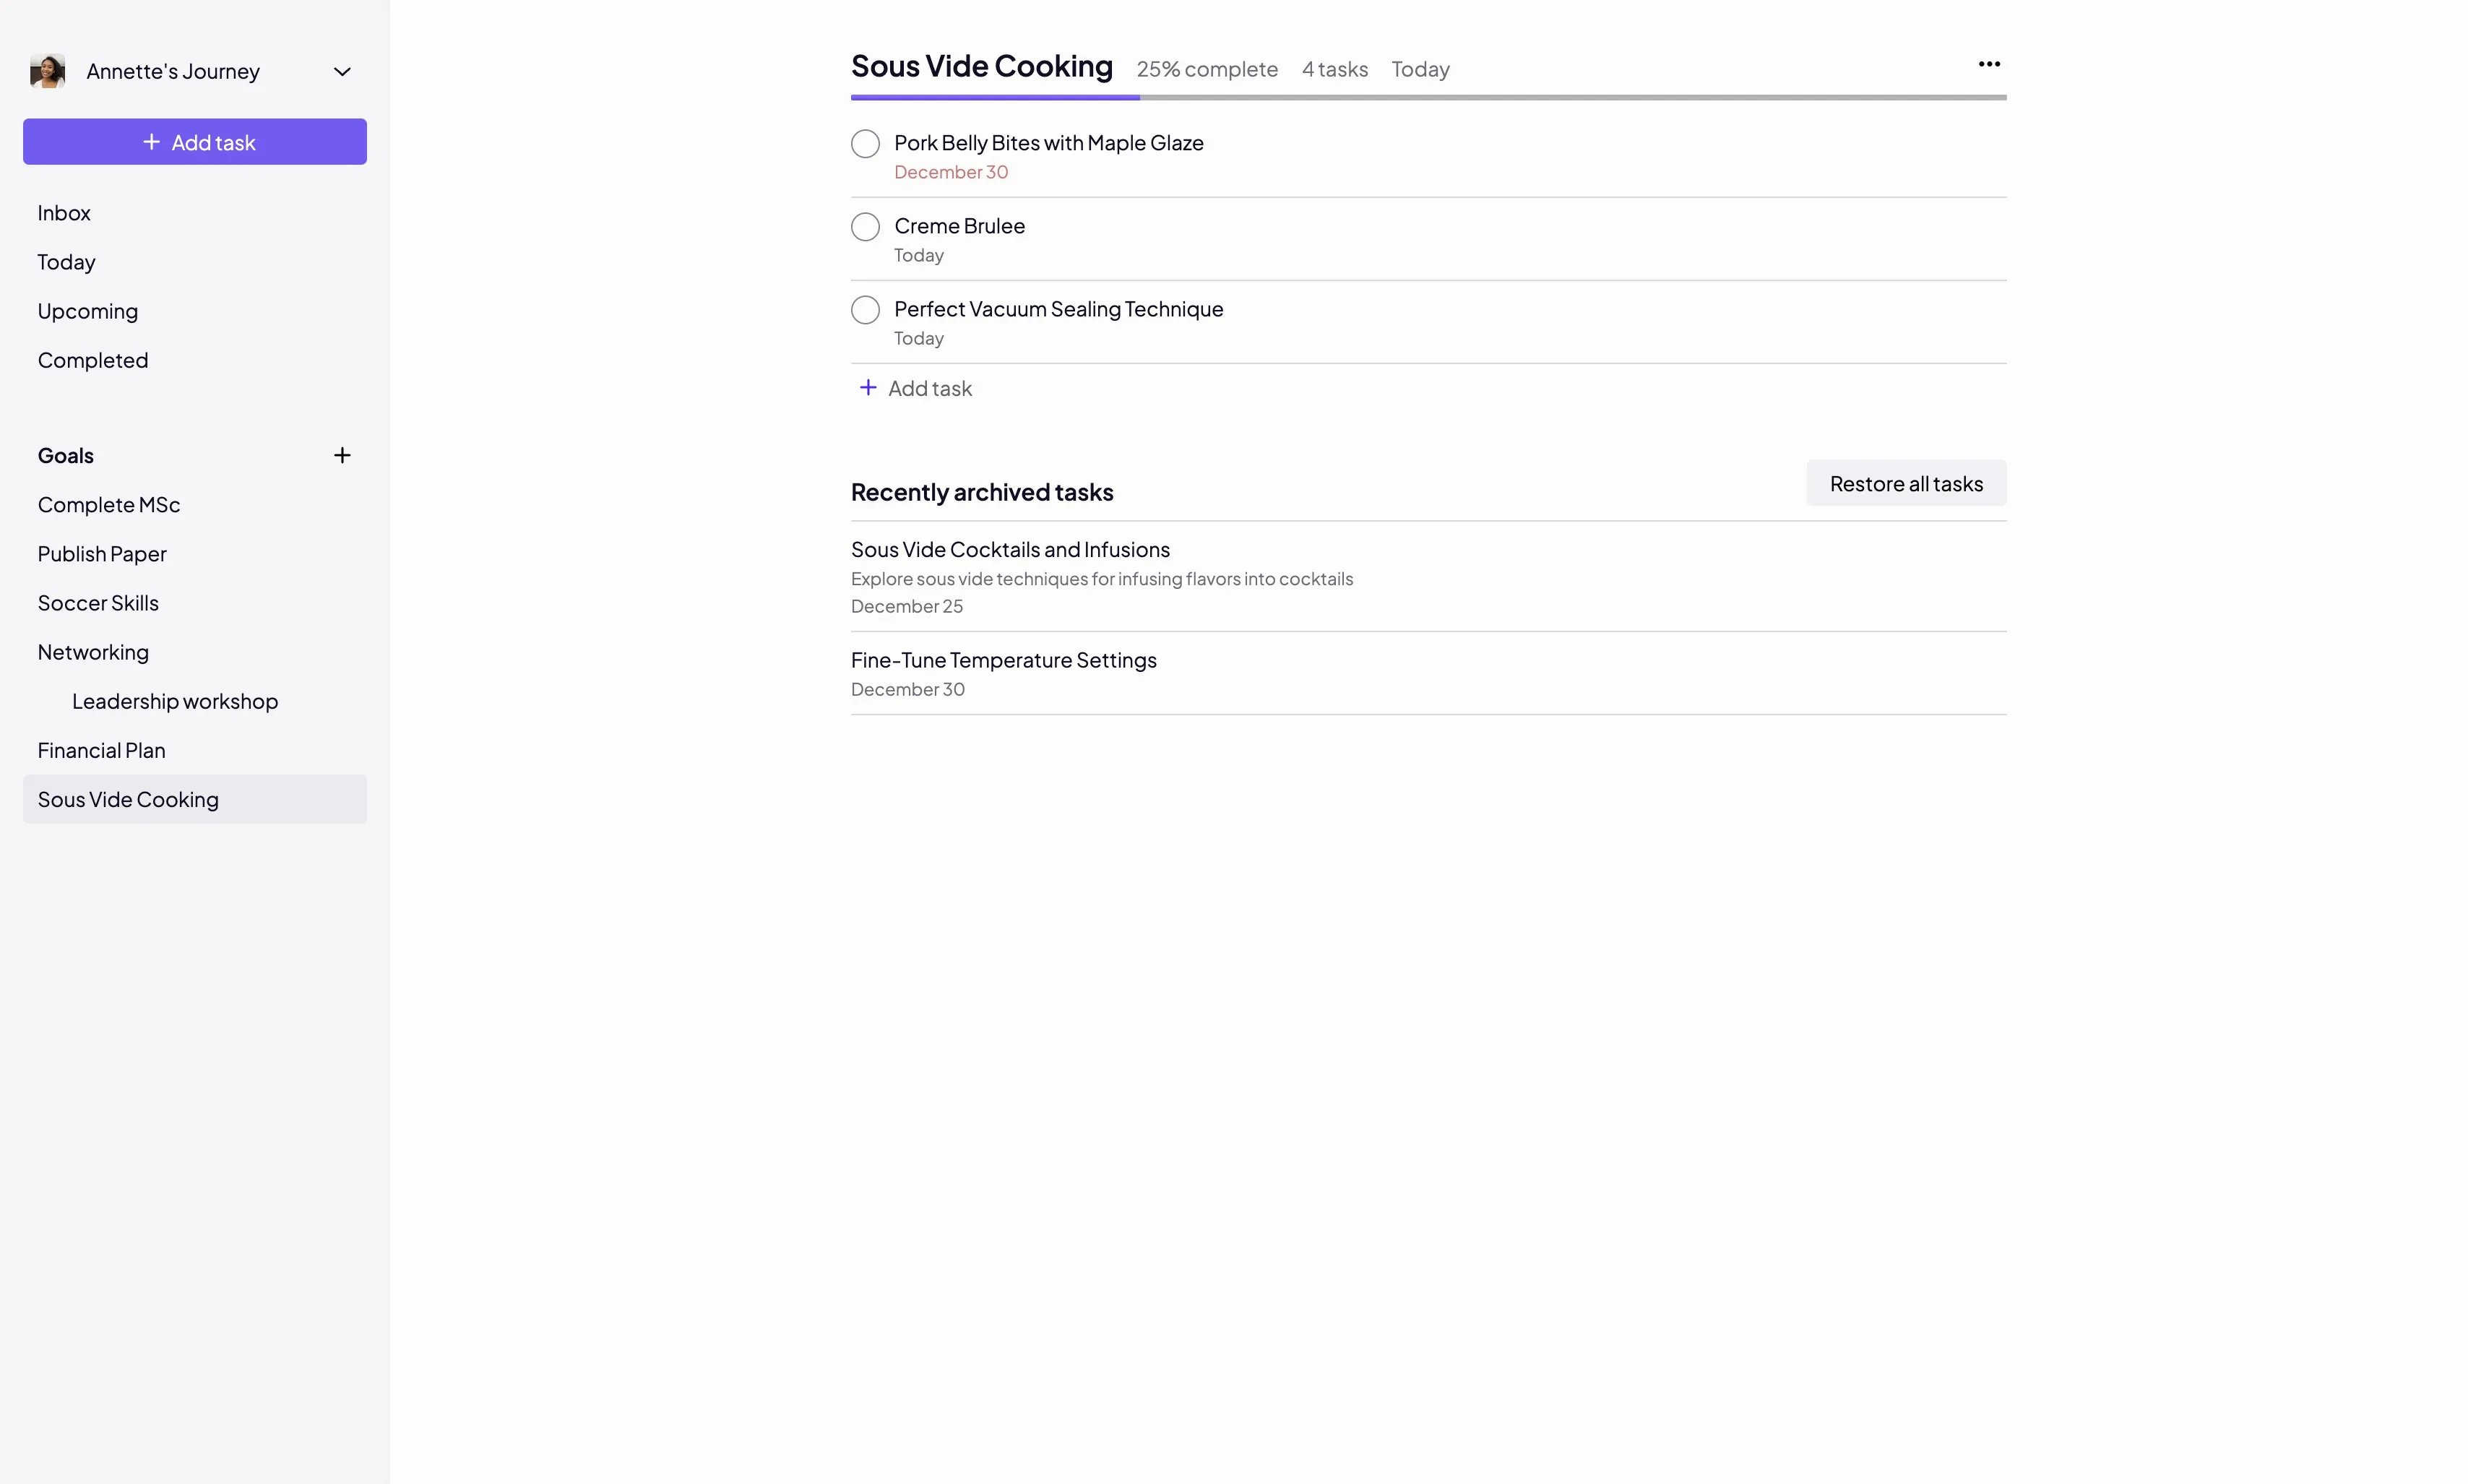 Annette's Journey
Add task
Inbox
Today
Upcoming
Completed
Goals
Complete MSc
Publish Paper
Soccer Skills
Networking
Leadership workshop
Financial Plan
Sous Vide Cooking
Sous Vide Cooking 25% complete 4 tasks Today
Pork Belly Bites with Maple Glaze
December 30
Creme Brulee
Today
Perfect Vacuum Sealing Technique
Today
Add task
Recently archived tasks
Restore all tasks
Sous Vide Cocktails and Infusions
Explore sous vide techniques for infusing flavors into cocktails
December 25
Fine-Tune Temperature Settings
December 30